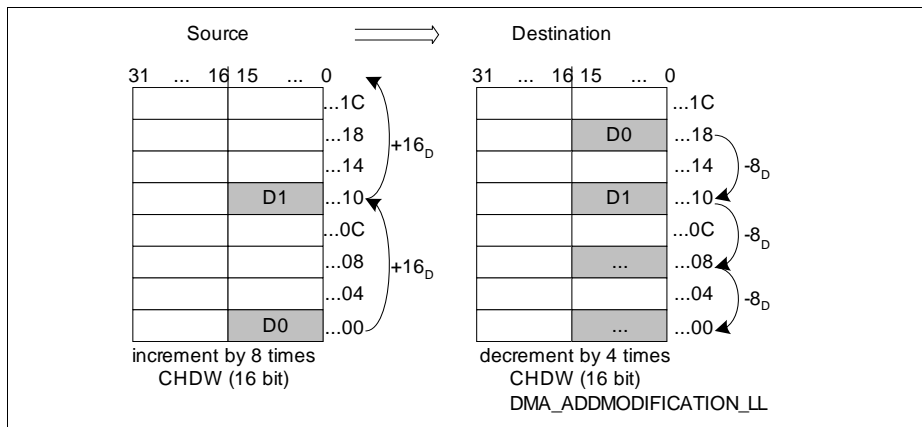 Source Destination
31 ... 16 15 ... 0 31 ... 16 15 ... 0
...1C ...1C
...18 D0 ...18
+16D -8D
...14 ...14
D1 ...10 D1 ...10
...0C ...0C
-8D
+16D
...08 ... ...08
...04 ...04
-8D
D0 ...00 ... ...00
increment by 8 times decrement by 4 times
CHDW (16 bit) CHDW (16 bit)
DMA_ADDMODIFICATION_LL